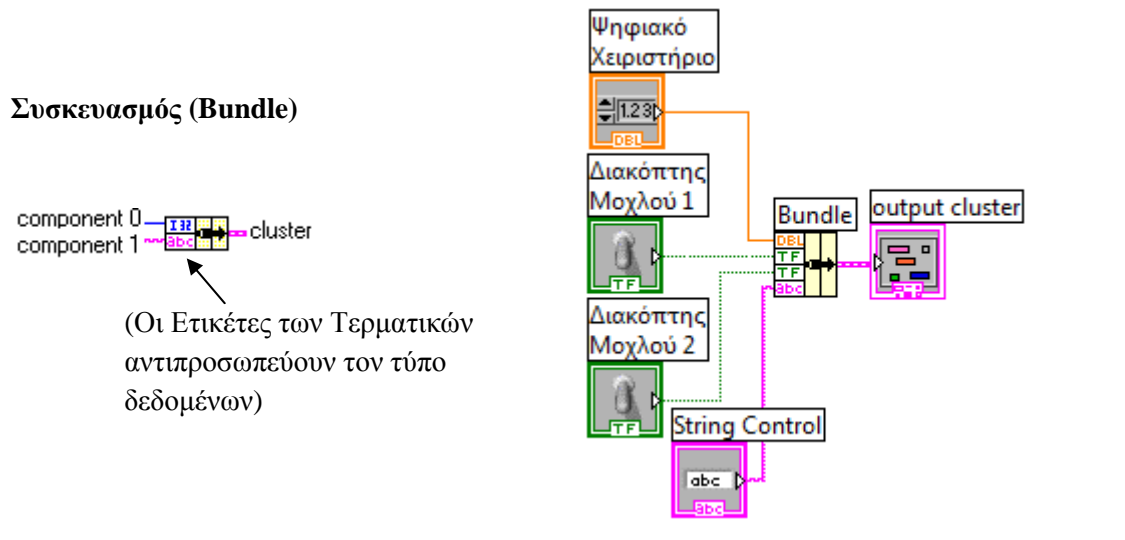 Συσκευασμός (Bundle)
component 0
component 1
I32
abc
cluster
(Οι Ετικέτες των Τερματικών
αντιπροσωπεύουν τον τύπο
δεδομένων)
Ψηφιακό
Χειριστήριο
1.23
DBL
Διακόπτης
Μοχλού 1
TF
Διακόπτης
Μοχλού 2
TF
String Control
abc
abc
Bundle
DBL
TF
TF
abc
output cluster